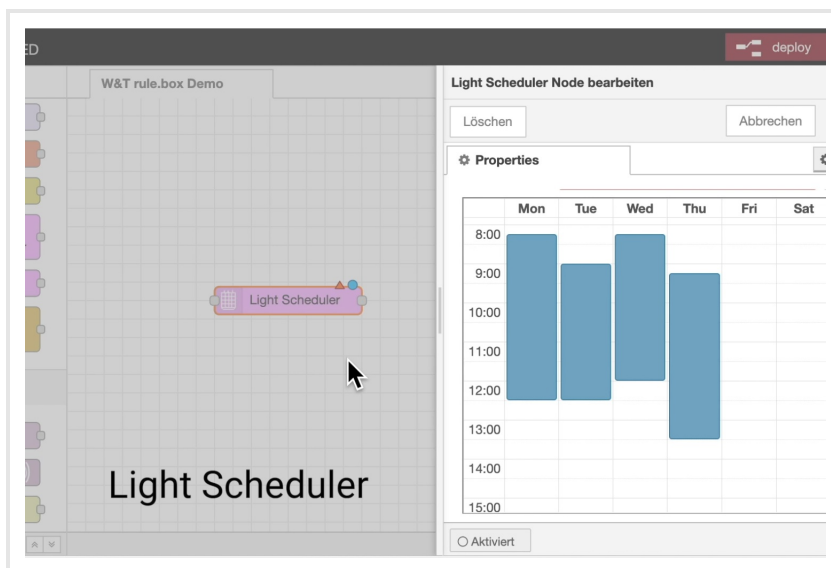 ED
deploy
W&T rule.box Demo
Light Scheduler Node bearbeiten
Löschen
Abbrechen
Properties
Mon Tue Wed Thu Fri Sat
8:00
9:00
10:00
11:00
12:00
13:00
14:00
15:00
Light Scheduler
Light Scheduler
Aktiviert